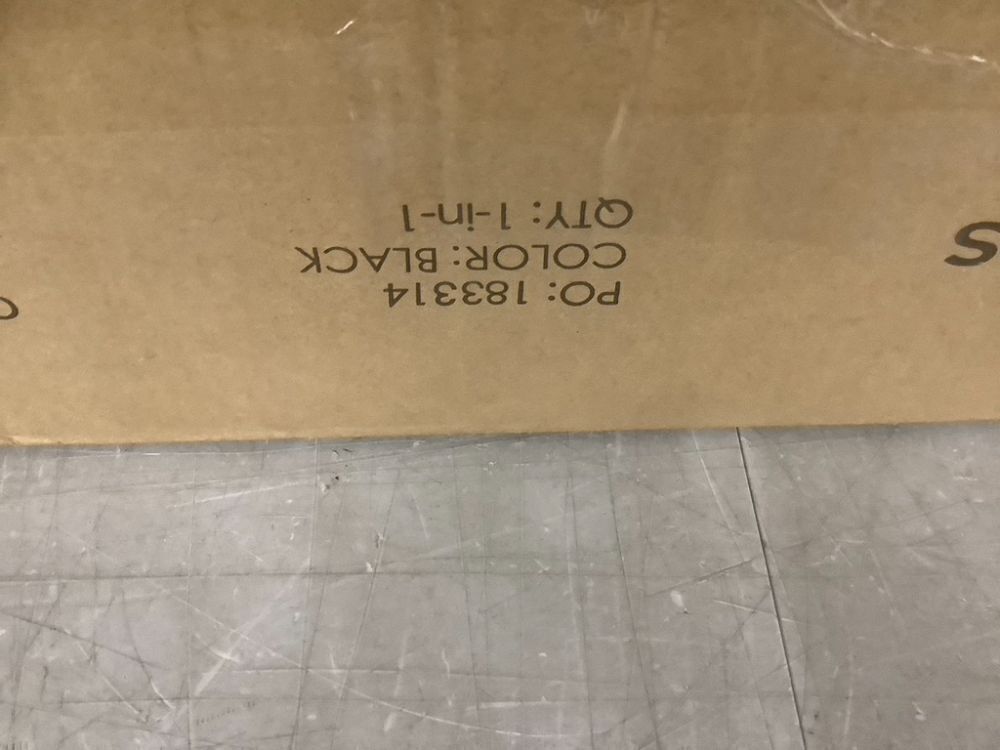 PO: 183314
COLOR: BLACK
QTY: 1-in-1